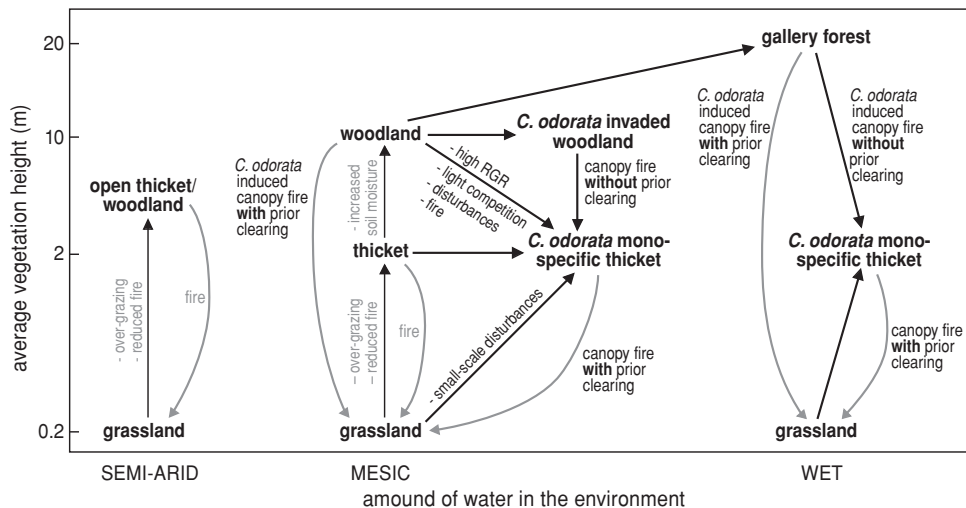 average vegetation height (m)
20
10
2
0.2
open thicket/
woodland
- over-grazing
- reduced fire
fire
grassland
SEMI-ARID
C. odorata
induced
canopy fire
with prior
clearing
woodland
- increased
soil moisture
thicket
– over-grazing
– reduced fire
fire
grassland
MESIC
C. odorata invaded
woodland
- high RGR
- light competition
- disturbances
- fire
canopy fire
without prior
clearing
C. odorata mono-
specific thicket
- small-scale disturbances
canopy fire
with prior
clearing
gallery forest
C. odorata
induced
canopy fire
with prior
clearing
C. odorata
induced
canopy fire
without
prior
clearing
C. odorata mono-
specific thicket
canopy fire
with prior
clearing
grassland
WET
amound of water in the environment